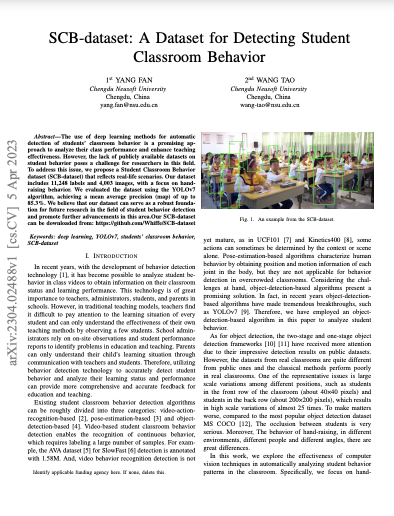 SCB-dataset: A Dataset for Detecting Student
Classroom Behavior
1st YANG FAN
Chengdu Neusoft University
Chengdu, China
yang.fan@nsu.edu.cn
2nd WANG TAO
Chengdu Neusoft University
Chengdu, China
wang-tao@nsu.edu.cn
arXiv:2304.02488v1 [cs.CV] 5 Apr 2023
Abstract—The use of deep learning methods for automatic
detection of students' classroom behavior is a promising ap-
proach to analyze their class performance and enhance teaching
effectiveness. However, the lack of publicly available datasets on
student behavior poses a challenge for researchers in this field.
To address this issue, we propose a Student Classroom Behavior
dataset (SCB-dataset) that reflects real-life scenarios. Our dataset
includes 11,248 labels and 4,003 images, with a focus on hand-
raising behavior. We evaluated the dataset using the YOLOv7
algorithm, achieving a mean average precision (map) of up to
85.3%. We believe that our dataset can serve as a robust founda-
tion for future research in the field of student behavior detection
and promote further advancements in this area.Our SCB-dataset
can be downloaded from: https://github.com/Whiffe/SCB-dataset
Keywords: deep learning, YOLOv7, students' classroom behavior,
SCB-dataset
I. INTRODUCTION
In recent years, with the development of behavior detection
technology [1], it has become possible to analyze student be-
havior in class videos to obtain information on their classroom
status and learning performance. This technology is of great
importance to teachers, administrators, students, and parents in
schools. However, in traditional teaching models, teachers find
it difficult to pay attention to the learning situation of every
student and can only understand the effectiveness of their own
teaching methods by observing a few students. School admin-
istrators rely on on-site observations and student performance
reports to identify problems in education and teaching. Parents
can only understand their child's learning situation through
communication with teachers and students. Therefore, utilizing
behavior detection technology to accurately detect student
behavior and analyze their learning status and performance
can provide more comprehensive and accurate feedback for
education and teaching.
Existing student classroom behavior detection algorithms
can be roughly divided into three categories: video-action-
recognition-based [2], pose-estimation-based [3] and object-
detection-based [4]. Video-based student classroom behavior
detection enables the recognition of continuous behavior,
which requires labeling a large number of samples. For exam-
ple, the AVA dataset [5] for SlowFast [6] detection is annotated
with 1.58M. And, video behavior recognition detection is not
Identify applicable funding agency here. If none, delete this.
Fig. 1. An example from the SCB-dataset.
yet mature, as in UCF101 [7] and Kinetics400 [8], some
actions can sometimes be determined by the context or scene
alone. Pose-estimation-based algorithms characterize human
behavior by obtaining position and motion information of each
joint in the body, but they are not applicable for behavior
detection in overcrowded classrooms. Considering the chal-
lenges at hand, object-detection-based algorithms present a
promising solution. In fact, in recent years object-detection-
based algorithms have made tremendous breakthroughs, such
as YOLOv7 [9]. Therefore, we have employed an object-
detection-based algorithm in this paper to analyze student
behavior.
As for object detection, the two-stage and one-stage object
detection frameworks [10] [11] have received more attention
due to their impressive detection results on public datasets.
However, the datasets from real classrooms are quite different
from public ones and the classical methods perform poorly
in real classrooms. One of the representative issues is large
scale variations among different positions, such as students
in the front row of the classroom (about 40x40 pixels) and
students in the back row (about 200x200 pixels), which results
in high scale variations of almost 25 times. To make matters
worse, compared to the most popular object detection dataset
MS COCO [12], The occlusion between students is very
serious. Moreover, The behavior of hand-raising, in different
environments, different people and different angles, there are
great differences.
In this work, we explore the effectiveness of computer
vision techniques in automatically analyzing student behavior
patterns in the classroom. Specifically, we focus on hand-